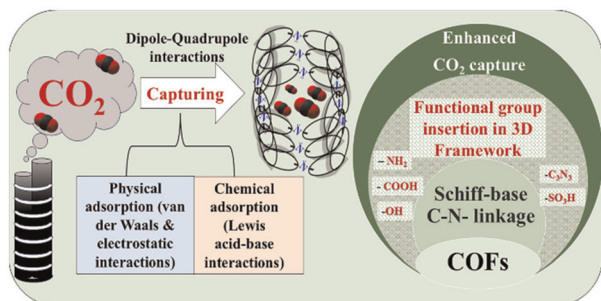 Dipole-Quadrupole
interactions
CO2
Capturing
Physical
adsorption (van
der Waals &
electrostatic
interactions)
Chemical
adsorption
(Lewis
acid-base
interactions)
N
Enhanced
CO2 capture
Functional group
insertion in 3D
Framework
– NH2
- COOH
-OH
-C3N3
-SO3H
Schiff-base
C-N- linkage
COFs